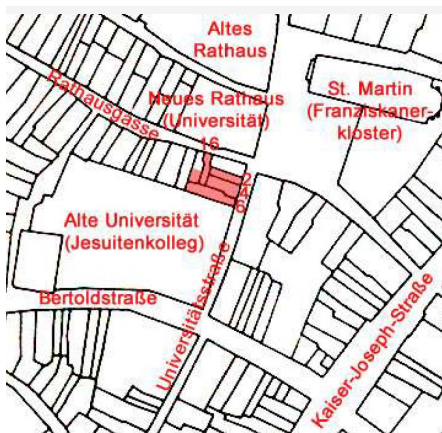 Altes
Rathaus
Rathausgasse
Neues Rathaus
(Universität)
St. Martin
(Franziskaner-
klöster)
16
2
4
6
Alte Universität
(Jesuitenkolleg)
Bertoldstraße
Universitätsstraße
Kaiser-Joseph-Straße